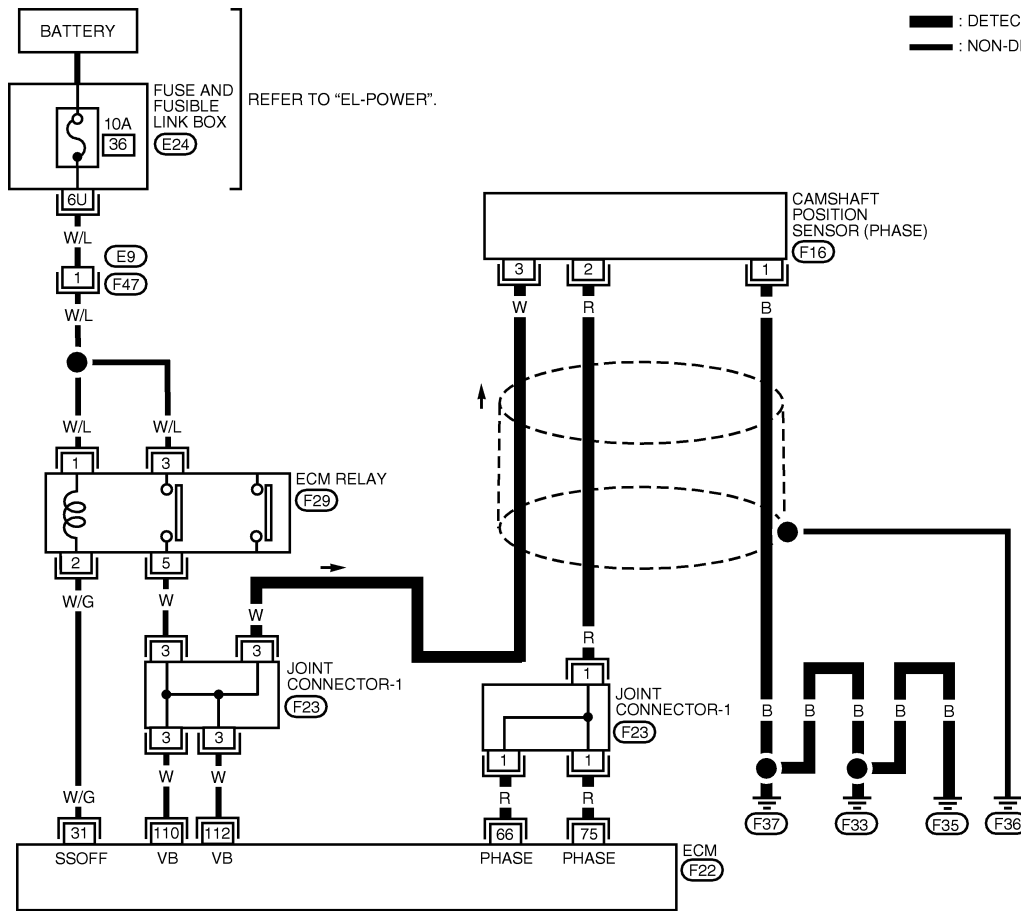 BATTERY
: DETEC
: NON-D
FUSE AND
FUSIBLE
LINK BOX
E24
10A
36
REFER TO “EL-POWER”.
6U
W/L
E9
1
F47
W/L
CAMSHAFT
POSITION
SENSOR (PHASE)
F16
3 2 1
W R B
W/L W/L
1 3
ECM RELAY
F29
2 5
W/G W W
3 3
JOINT
CONNECTOR-1
F23
3 3
W W
W/G
R
1
JOINT
CONNECTOR-1
F23
1 1
R R
B B B B B
F37 F33 F35 F36
31 110 112 66 75
SSOFF VB VB PHASE PHASE
ECM
F22